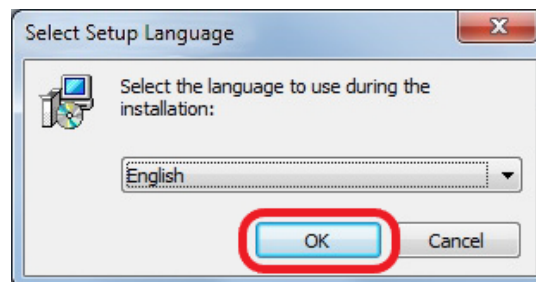 Select Setup Language
Select the language to use during the
installation:
English
OK
Cancel